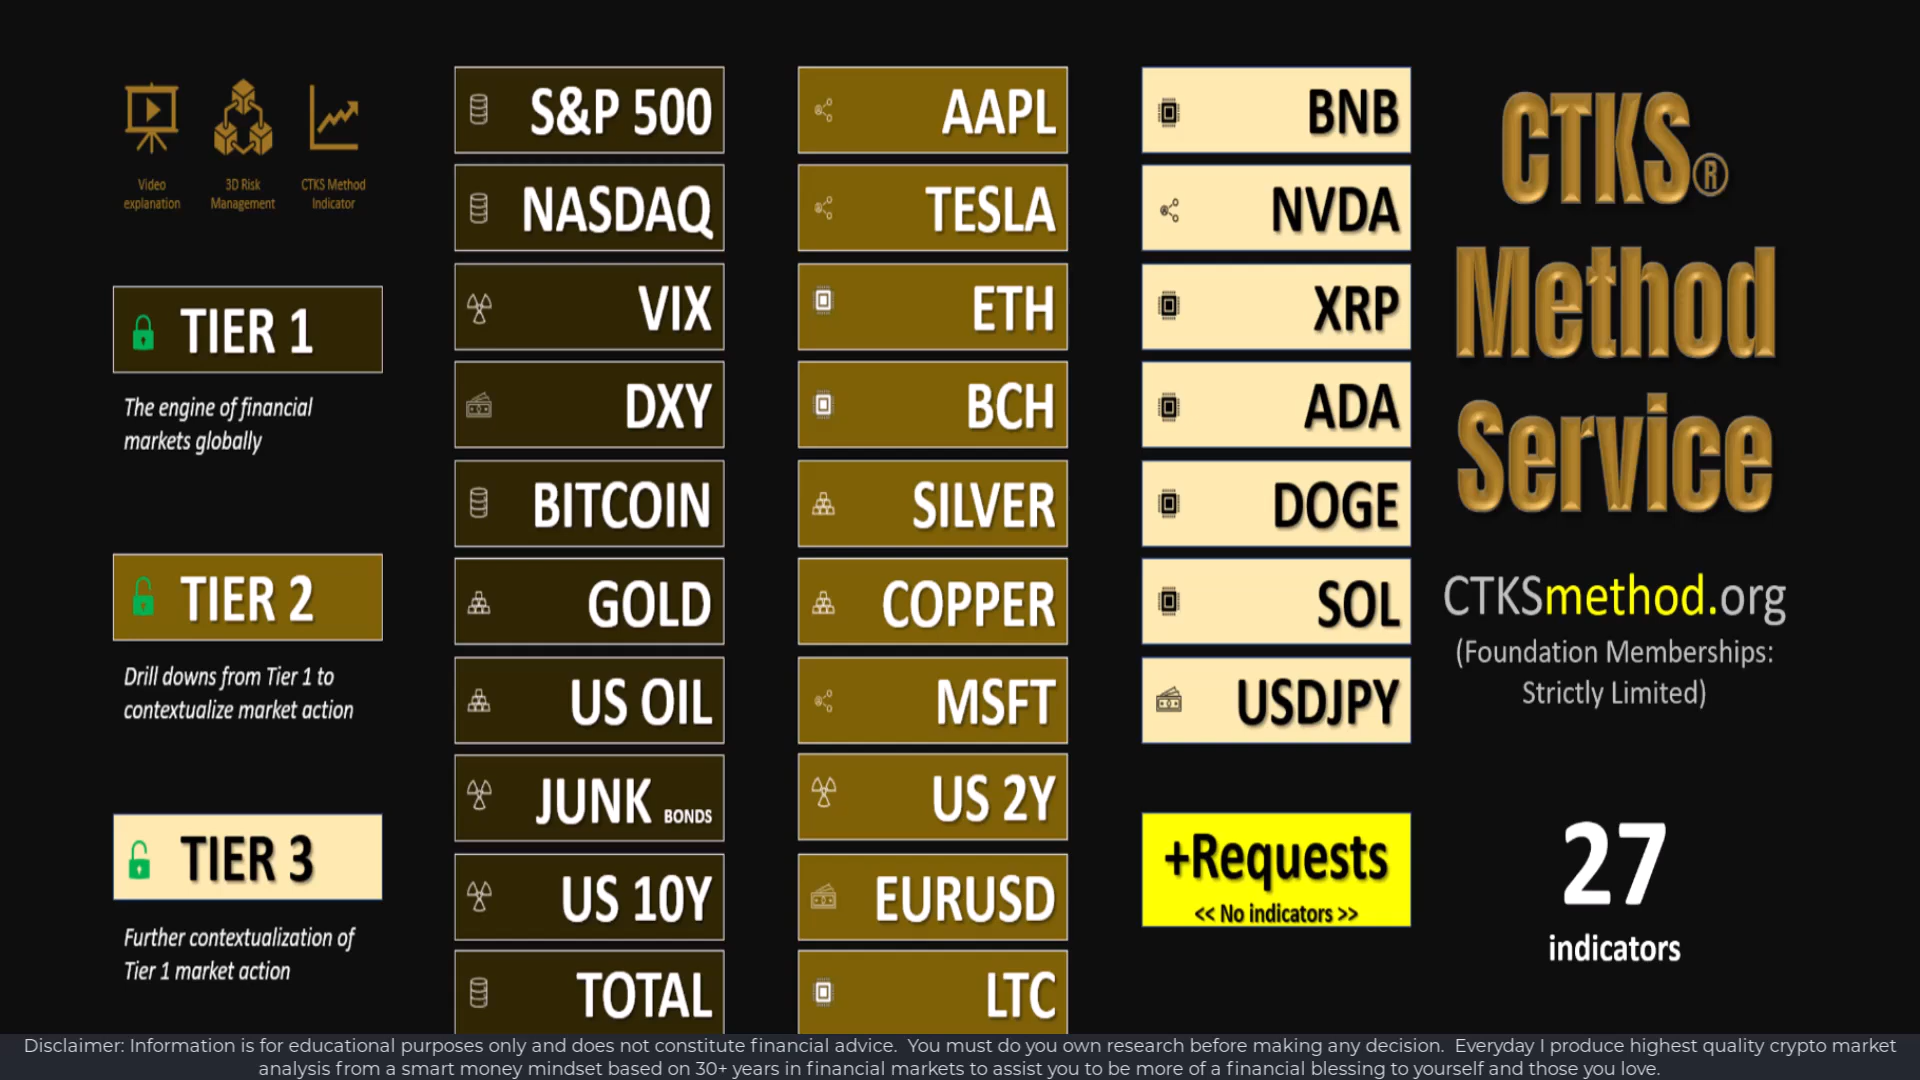 Video
explanation
3D Risk
Management
CTKS Method
Indicator
TIER 1
The engine of financial
markets globally
TIER 2
Drill downs from Tier 1 to
contextualize market action
TIER 3
Further contextualization of
Tier 1 market action
S&P 500
NASDAQ
VIX
DXY
BITCOIN
GOLD
US OIL
JUNK BONDS
US 10Y
TOTAL
AAPL
TESLA
ETH
BCH
SILVER
COPPER
MSFT
US 2Y
EURUSD
LTC
BNB
NVDA
XRP
ADA
DOGE
SOL
USDJPY
+Requests
<< No indicators >>
CTKS®
Method
Service
CTKSmethod.org
(Foundation Memberships:
Strictly Limited)
27
indicators
Disclaimer: Information is for educational purposes only and does not constitute financial advice. You must do you own research before making any decision. Everyday I produce highest quality crypto market
analysis from a smart money mindset based on 30+ years in financial markets to assist you to be more of a financial blessing to yourself and those you love.